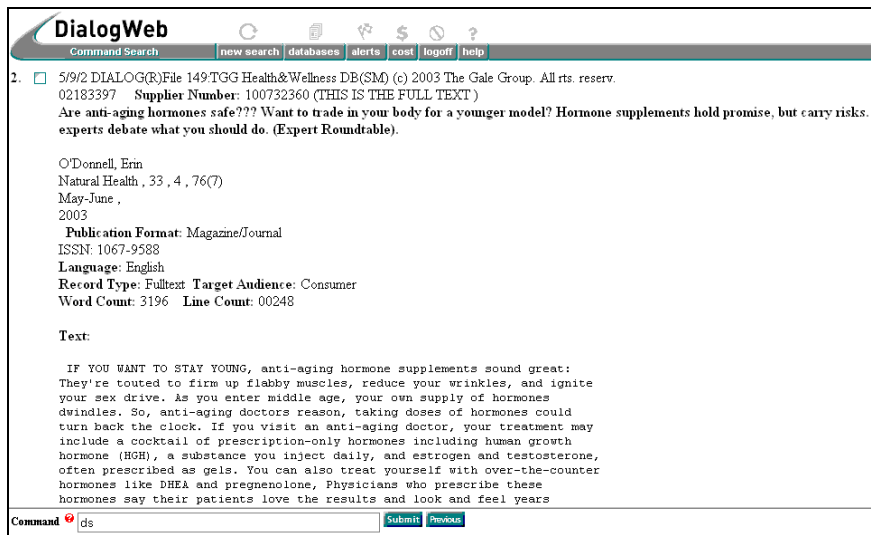 DialogWeb
Command Search new search databases alerts cost logoff help
2. 5/9/2 DIALOG(R)File 149:TGG Health&Wellness DB(SM) (c) 2003 The Gale Group. All rts. reserv.
02183397 Supplier Number: 100732360 (THIS IS THE FULL TEXT )
Are anti-aging hormones safe??? Want to trade in your body for a younger model? Hormone supplements hold promise, but carry risks.
experts debate what you should do. (Expert Roundtable).
O'Donnell, Erin
Natural Health , 33 , 4 , 76(7)
May-June ,
2003
Publication Format: Magazine/Journal
ISSN: 1067-9588
Language: English
Record Type: Fulltext Target Audience: Consumer
Word Count: 3196 Line Count: 00248
Text:
IF YOU WANT TO STAY YOUNG, anti-aging hormone supplements sound great:
They're touted to firm up flabby muscles, reduce your wrinkles, and ignite
your sex drive. As you enter middle age, your own supply of hormones
dwindles. So, anti-aging doctors reason, taking doses of hormones could
turn back the clock. If you visit an anti-aging doctor, your treatment may
include a cocktail of prescription-only hormones including human growth
hormone (HGH), a substance you inject daily, and estrogen and testosterone,
often prescribed as gels. You can also treat yourself with over-the-counter
hormones like DHEA and pregnenolone, Physicians who prescribe these
hormones say their patients love the results and look and feel years
Command ? ds Submit Previous